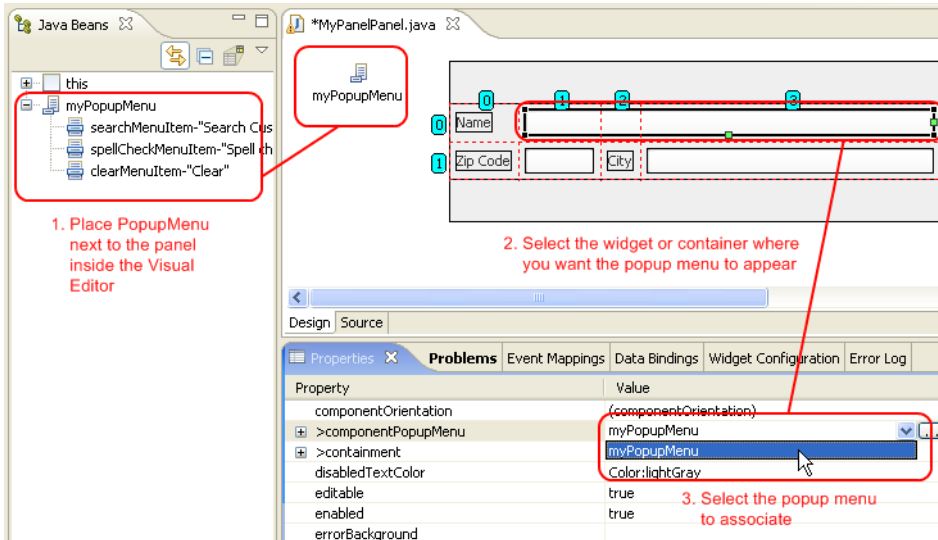 Java Beans
this
myPopupMenu
searchMenuItem-"Search Cus
spellCheckMenuItem-"Spell ch
clearMenuItem-"Clear"
1. Place PopupMenu
next to the panel
inside the Visual
Editor
*MyPanelPanel.java
myPopupMenu
0 1 2 3
0 Name
1 Zip Code City
2. Select the widget or container where
you want the popup menu to appear
Design Source
Properties Problems Event Mappings Data Bindings Widget Configuration Error Log
Property Value
componentOrientation (componentOrientation)
>componentPopupMenu myPopupMenu ...
>containment myPopupMenu
disabledTextColor Color:lightGray
editable true
enabled true
errorBackground
3. Select the popup menu
to associate